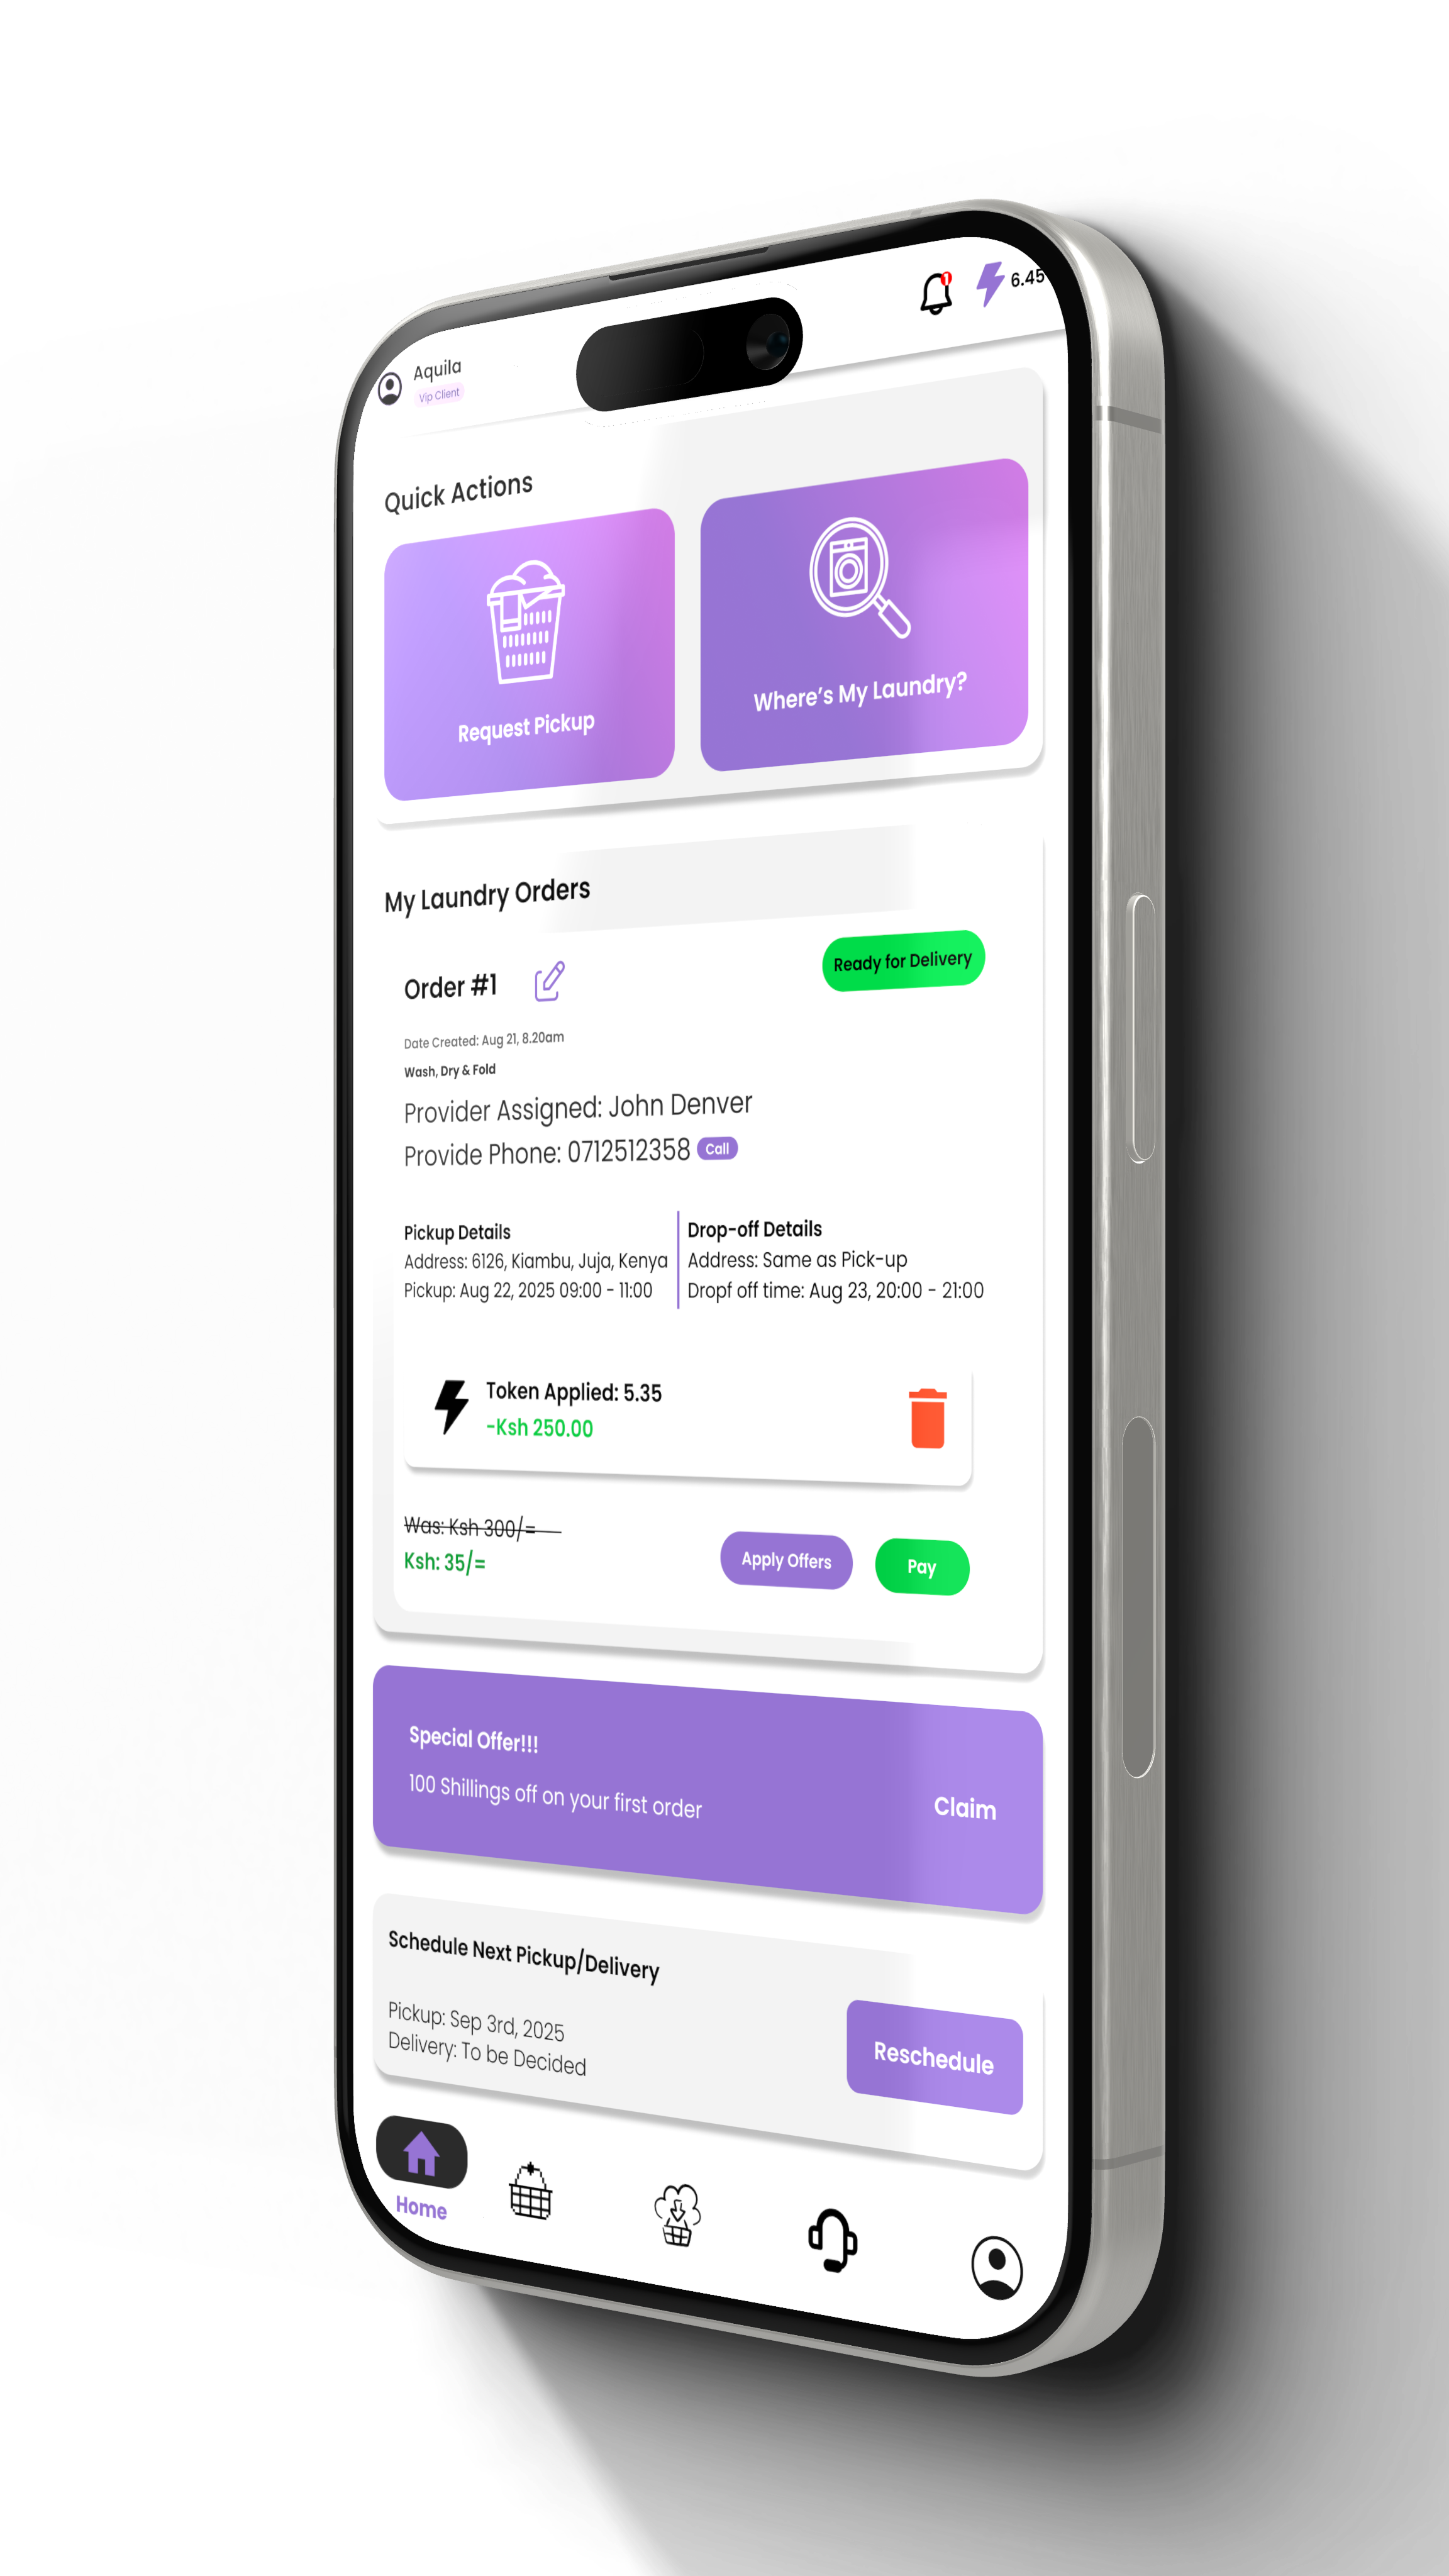 Aquila
Vip Client
1
6.45
Quick Actions
Request Pickup
Where's My Laundry?
My Laundry Orders
Order #1
Ready for Delivery
Date Created: Aug 21, 8.20am
Wash, Dry & Fold
Provider Assigned: John Denver
Provide Phone: 0712512358 Call
Pickup Details
Address: 6126, Kiambu, Juja, Kenya
Pickup: Aug 22, 2025 09:00 - 11:00
Drop-off Details
Address: Same as Pick-up
Dropf off time: Aug 23, 20:00 - 21:00
Token Applied: 5.35
-Ksh 250.00
Was: Ksh 300/=
Ksh: 35/=
Apply Offers
Pay
Special Offer!!!
100 Shillings off on your first order
Claim
Schedule Next Pickup/Delivery
Pickup: Sep 3rd, 2025
Delivery: To be Decided
Reschedule
Home